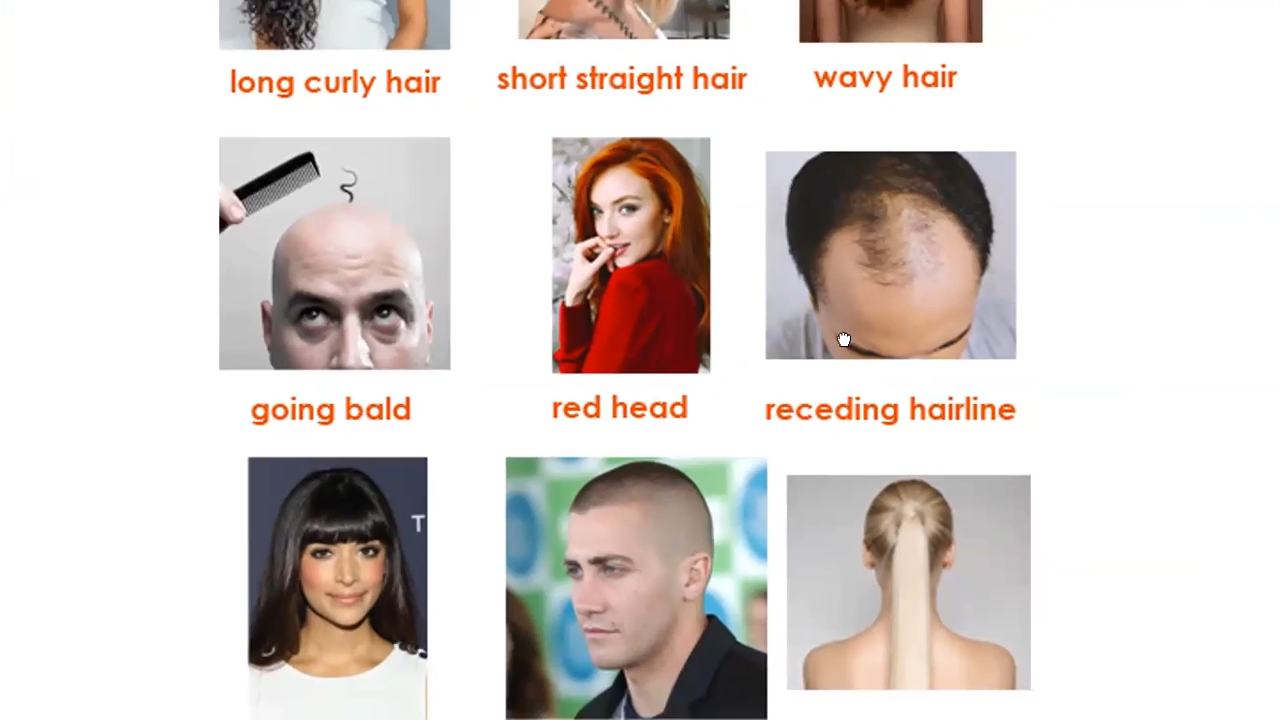 long curly hair
short straight hair
wavy hair
going bald
red head
receding hairline
T